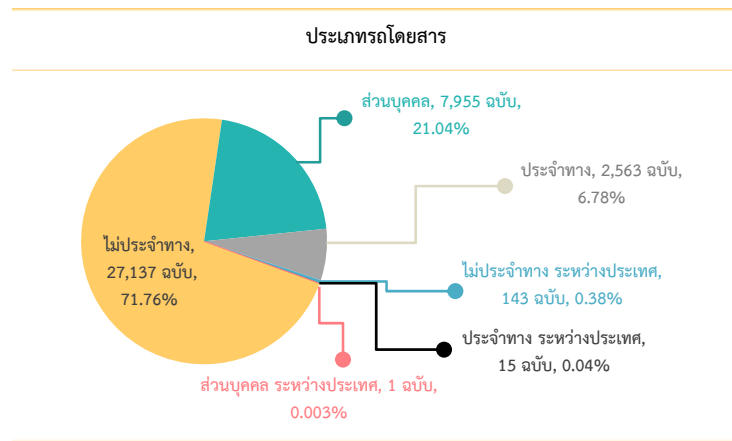 ประเภทรถโดยสาร
ส่วนบุคคล, 7,955 ฉบับ,
21.04%
ประจำทาง, 2,563 ฉบับ,
6.78%
ไม่ประจำทาง,
27,137 ฉบับ,
71.76%
ไม่ประจำทาง ระหว่างประเทศ,
143 ฉบับ, 0.38%
ประจำทาง ระหว่างประเทศ,
15 ฉบับ, 0.04%
ส่วนบุคคล ระหว่างประเทศ, 1 ฉบับ,
0.003%